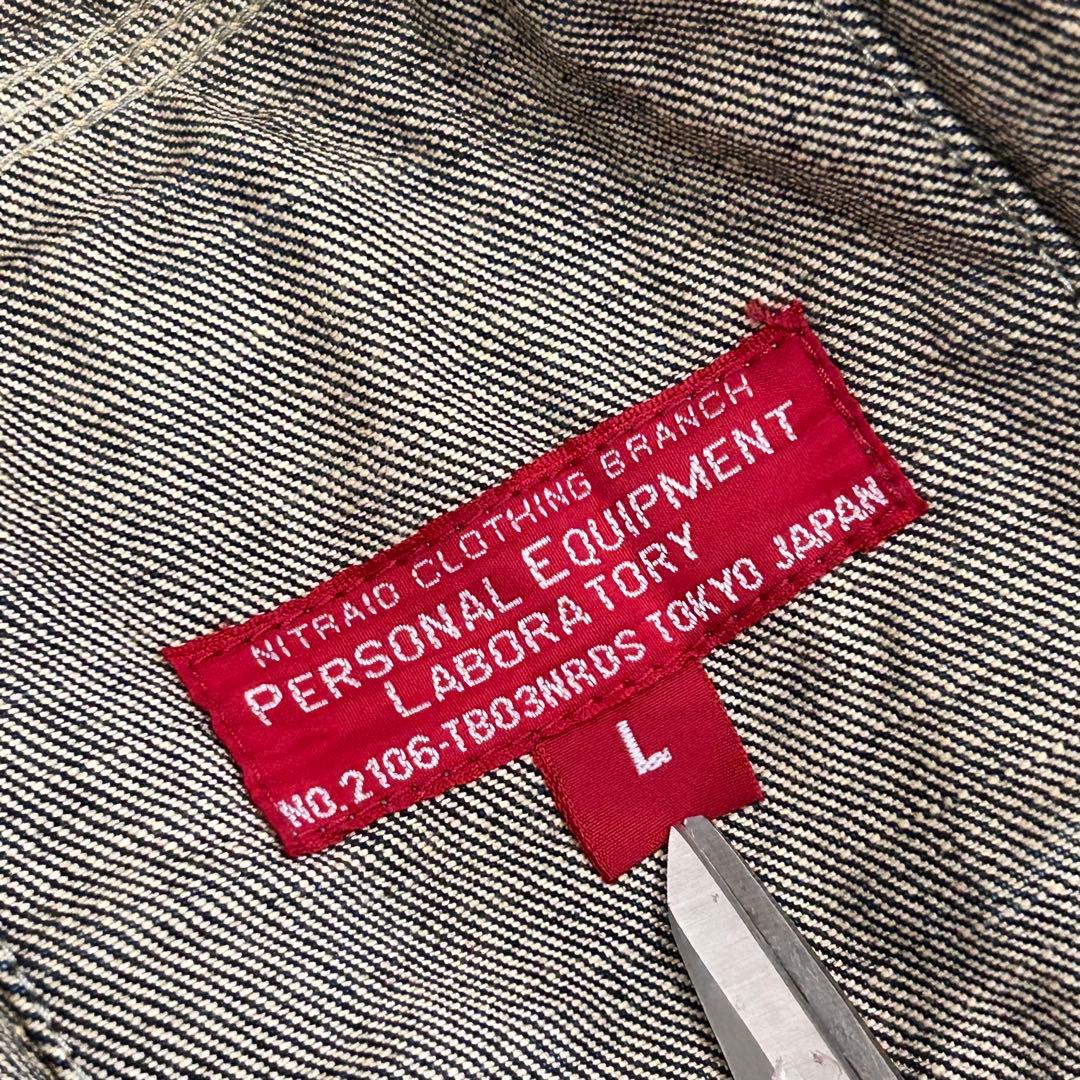 NITRAID CLOTHING BRANCH
PERSONAL EQUIPMENT
LABORATORY
NO.2106-TB03NRDS TOKYO JAPAN
L